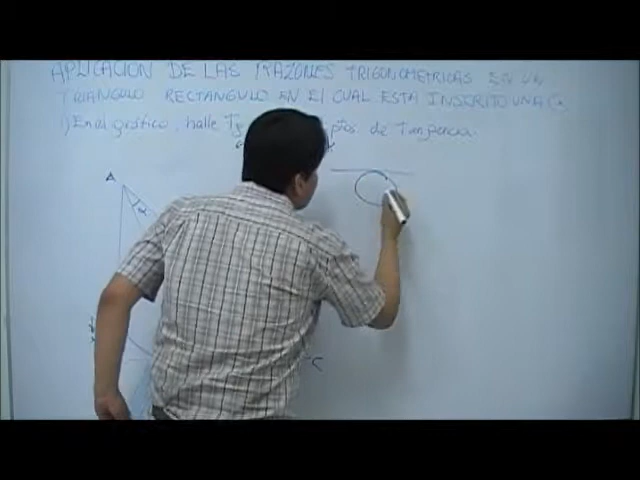 APLICACION DE LAS RAZONES TRIGONOMETRICAS EN UN
TRIANGULO RECTANGULO EN EL CUAL ESTA INSCRITO UNA
1) En el gráfico, halle ptos. de Tangencia.
A
α
C